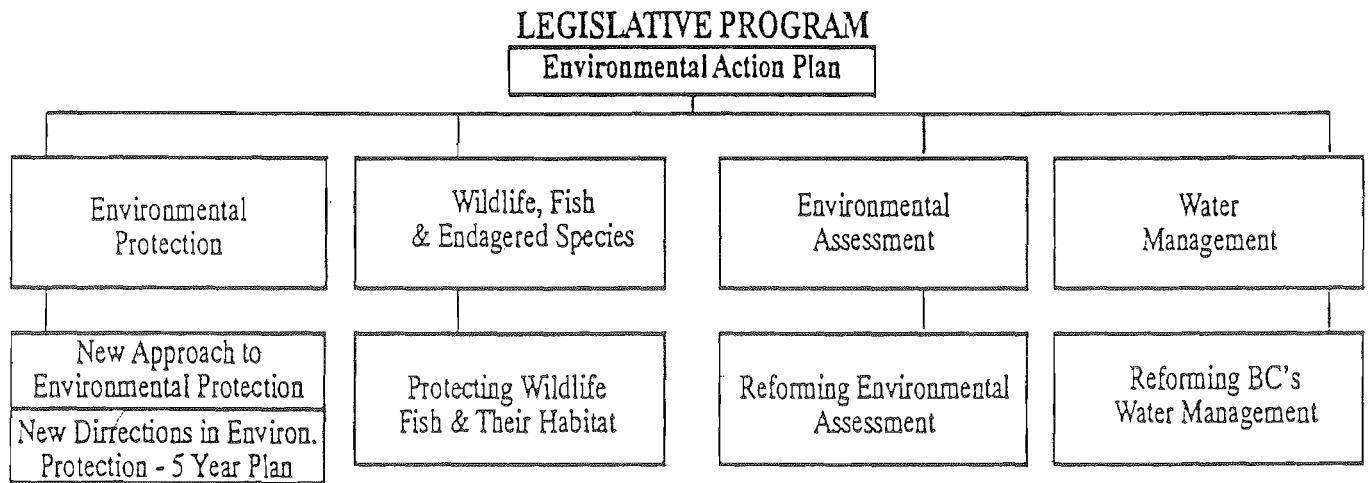 LEGISLATIVE PROGRAM
Environmental Action Plan
Environmental
Protection
Wildlife, Fish
& Endagered Species
Environmental
Assessment
Water
Management
New Approach to
Environmental Protection
New Dirrections in Environ.
Protection - 5 Year Plan
Protecting Wildlife
Fish & Their Habitat
Reforming Environmental
Assessment
Reforming BC's
Water Management